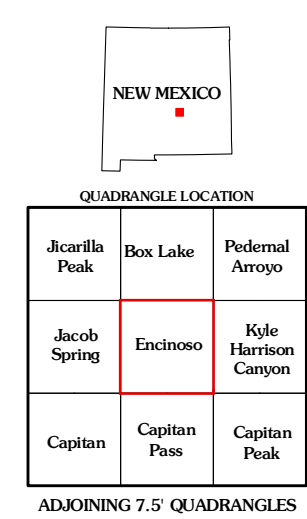 NEW MEXICO
QUADRANGLE LOCATION
Jicarilla
Peak
Box Lake
Pedernal
Arroyo
Jacob
Spring
Encinoso
Kyle
Harrison
Canyon
Capitan
Capitan
Pass
Capitan
Peak
ADJOINING 7.5' QUADRANGLES